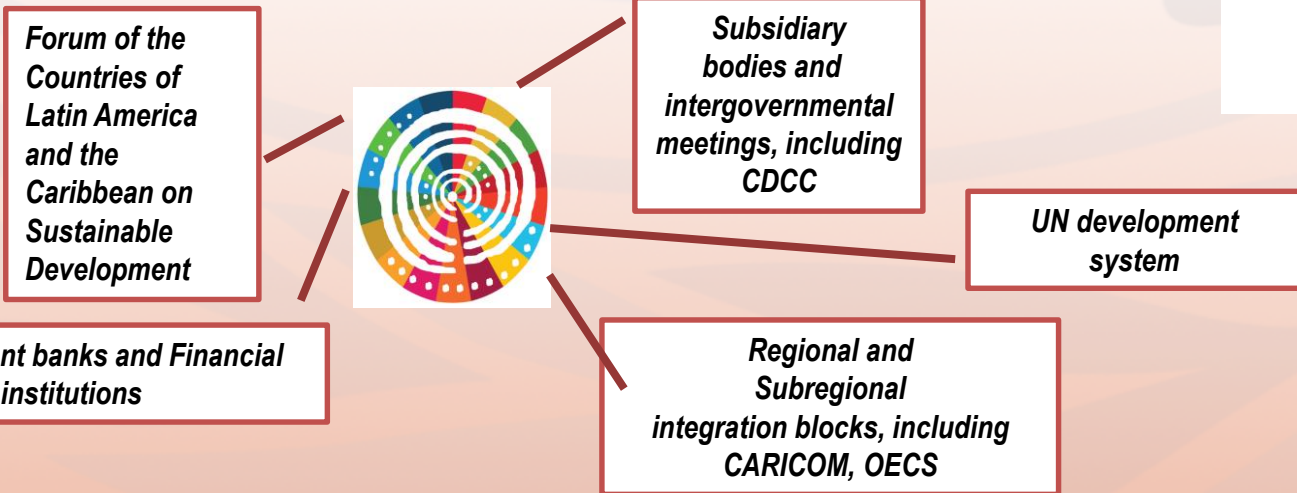 Forum of the
Countries of
Latin America
and the
Caribbean on
Sustainable
Development
Subsidiary
bodies and
intergovernmental
meetings, including
CDCC
UN development
system
banks and Financial
institutions
Regional and
Subregional
integration blocks, including
CARICOM, OECS